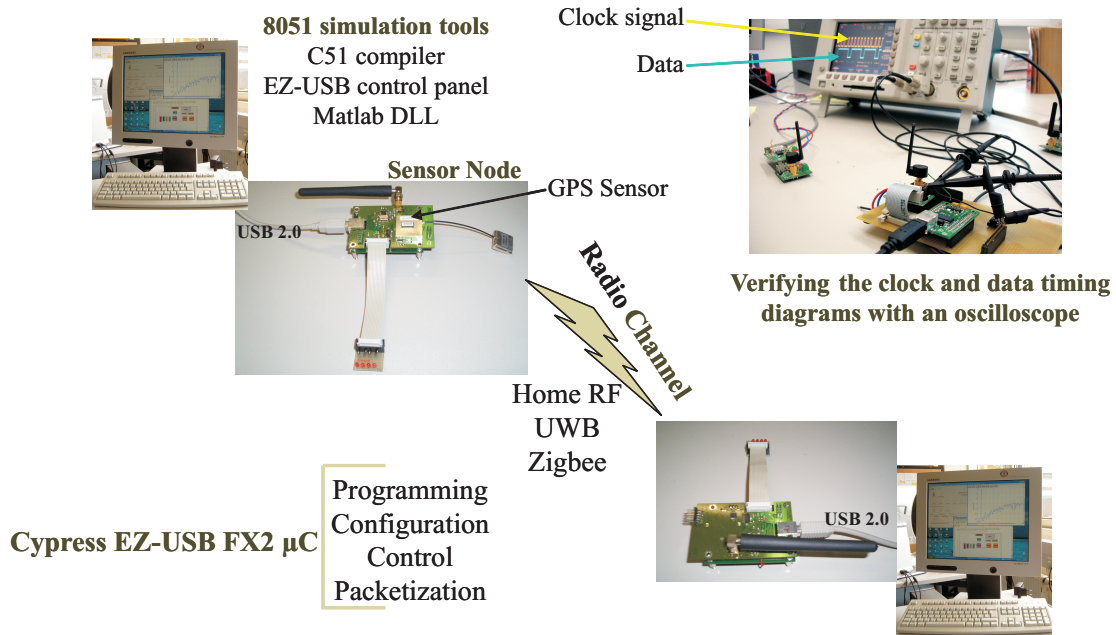 8051 simulation tools
C51 compiler
EZ-USB control panel
Matlab DLL
Clock signal
Data
Sensor Node
GPS Sensor
USB 2.0
Verifying the clock and data timing
diagrams with an oscilloscope
Radio Channel
Home RF
UWB
Zigbee
Cypress EZ-USB FX2 µC
Programming
Configuration
Control
Packetization
USB 2.0